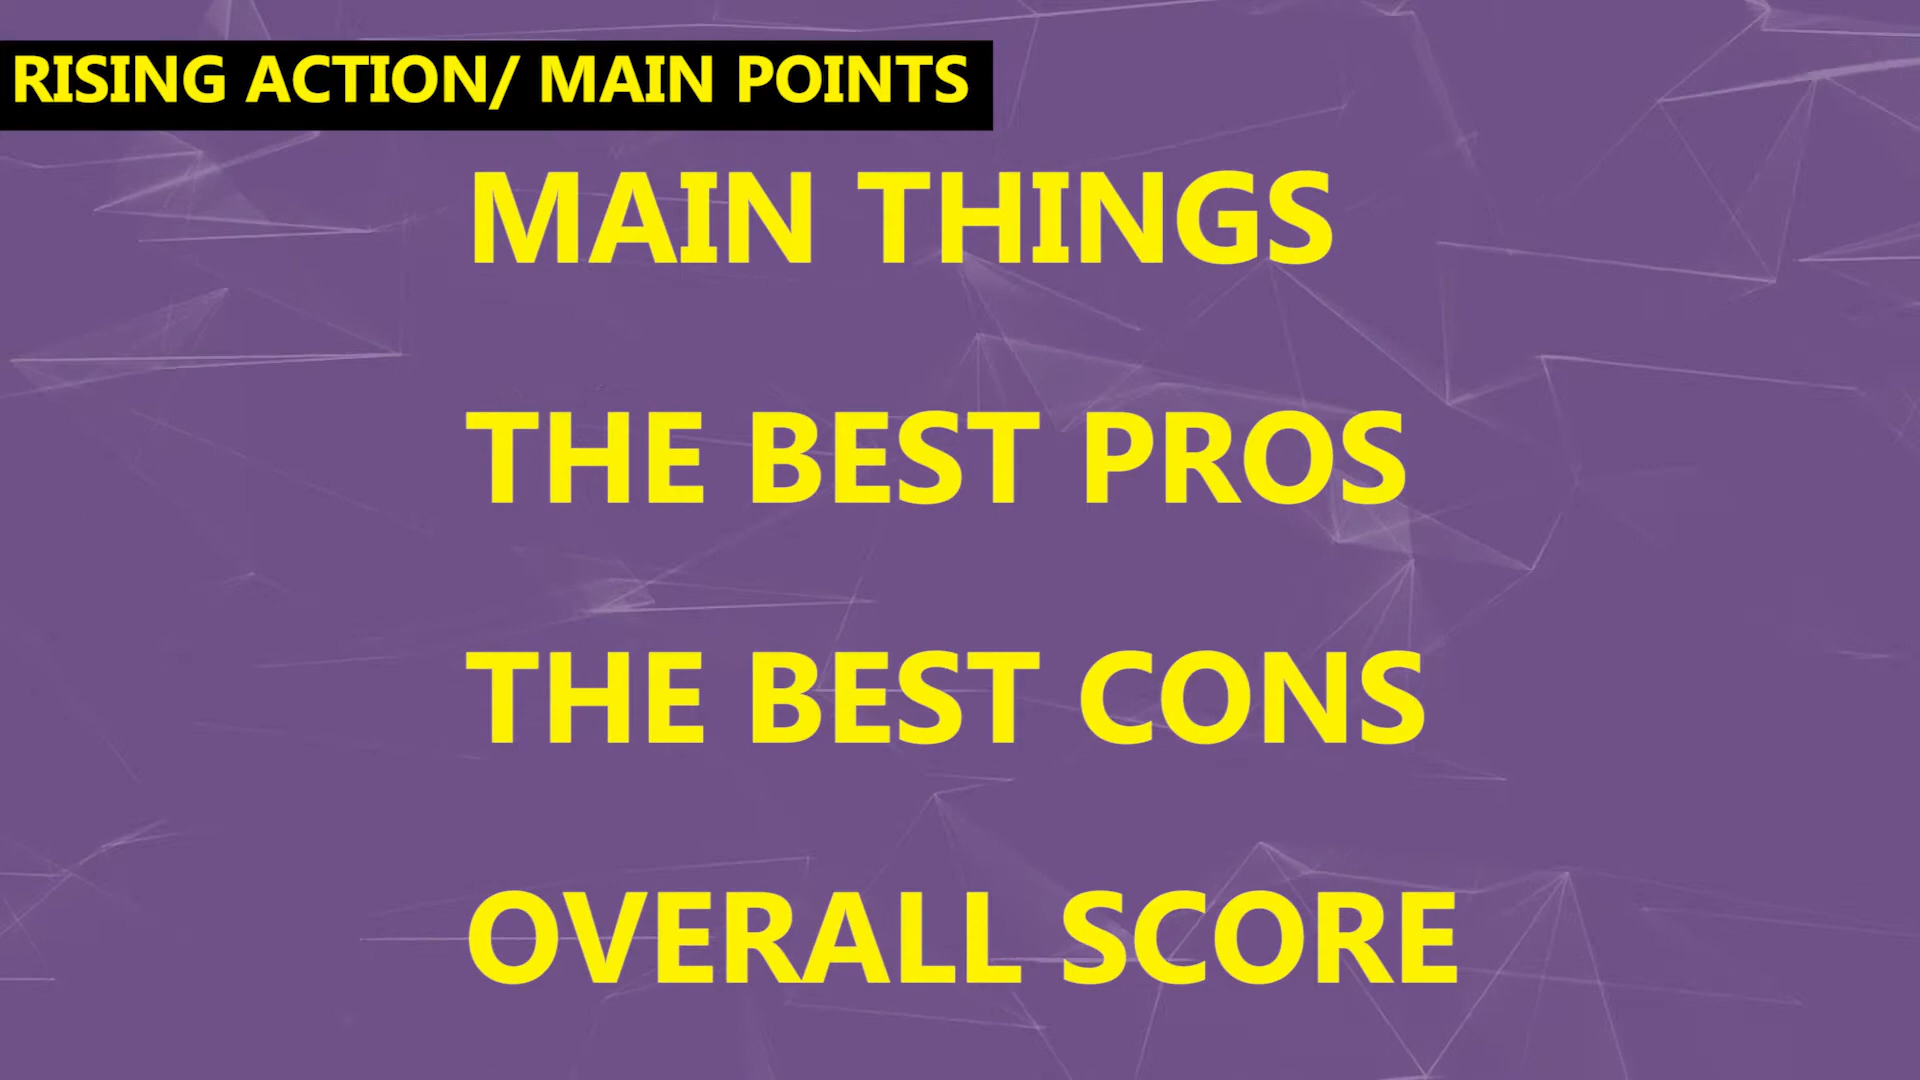 RISING ACTION/ MAIN POINTS
MAIN THINGS
THE BEST PROS
THE BEST CONS
OVERALL SCORE